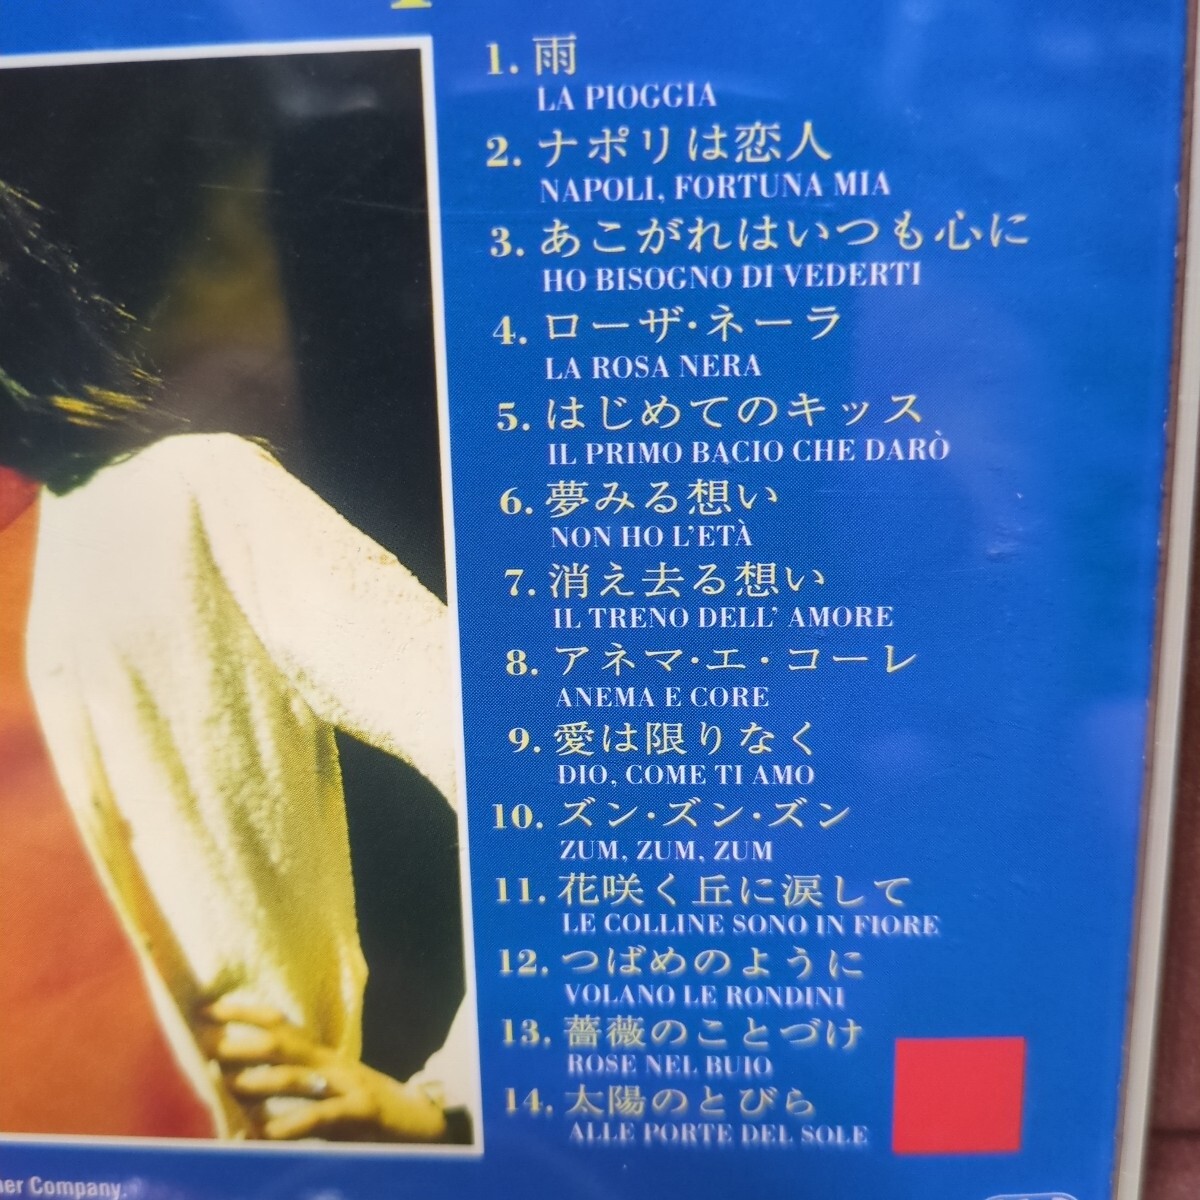 1. 雨
LA PIOGGIA
2. ナポリは恋人
NAPOLI, FORTUNA MIA
3. あこがれはいつも心に
HO BISOGNO DI VEDERTI
4. ローザ・ネーラ
LA ROSA NERA
5. はじめてのキッス
IL PRIMO BACIO CHE DARÒ
6. 夢みる想い
NON HO L'ETÀ
7. 消え去る想い
IL TRENO DELL' AMORE
8. アネマ・エ・コーレ
ANEMA E CORE
9. 愛は限りなく
DIO, COME TI AMO
10. ズン・ズン・ズン
ZUM, ZUM, ZUM
11. 花咲く丘に涙して
LE COLLINE SONO IN FIORE
12. つばめのように
VOLANO LE RONDINI
13. 薔薇のことづけ
ROSE NEL BUIO
14. 太陽のとびら
ALLE PORTE DEL SOLE
Company.